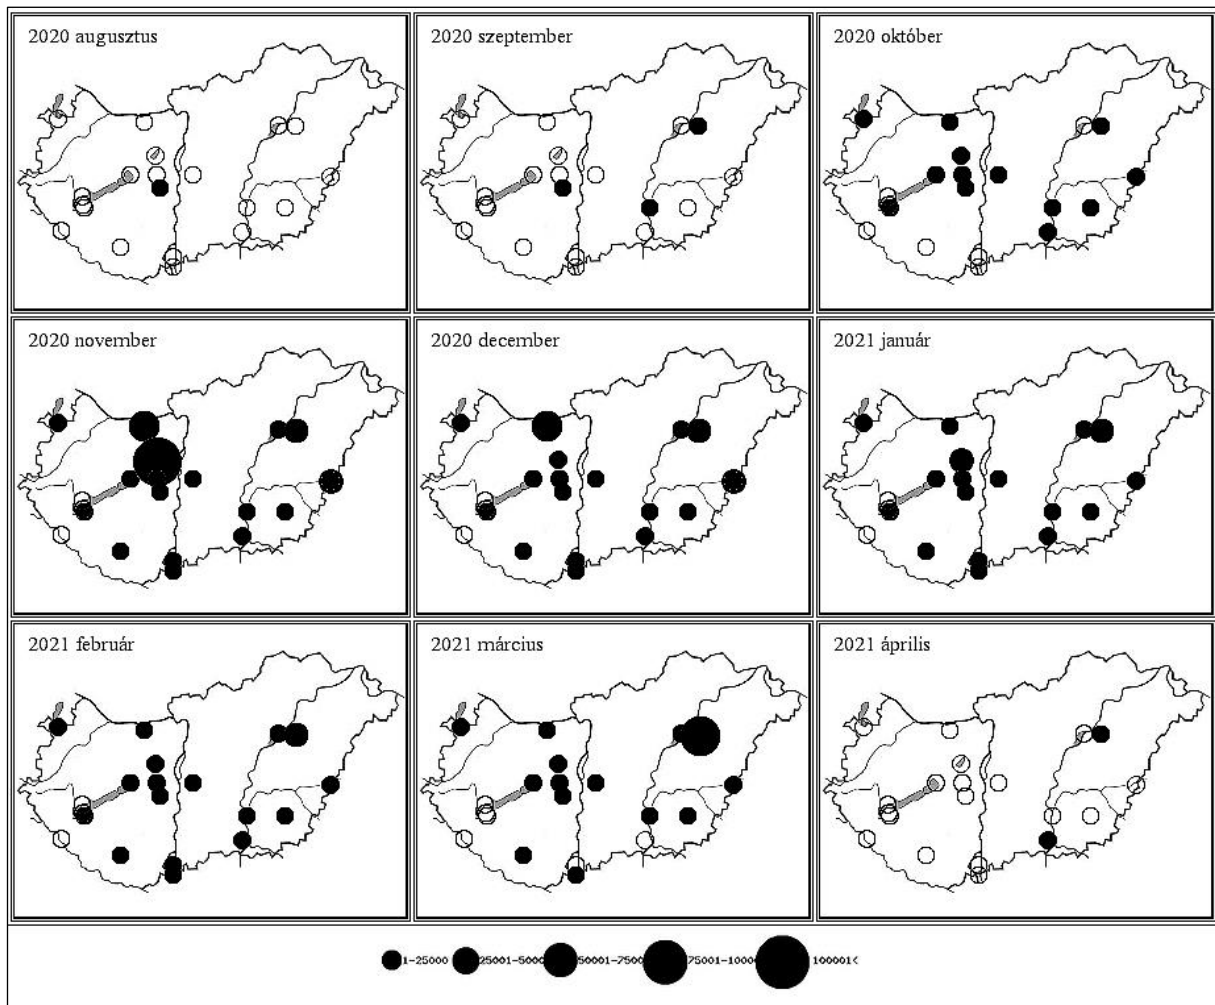 2020 augusztus
2020 szeptember
2020 október
2020 november
2020 december
2021 január
2021 február
2021 március
2021 április
1-25000 25001-5000 50001-7500 75001-1000 100001<